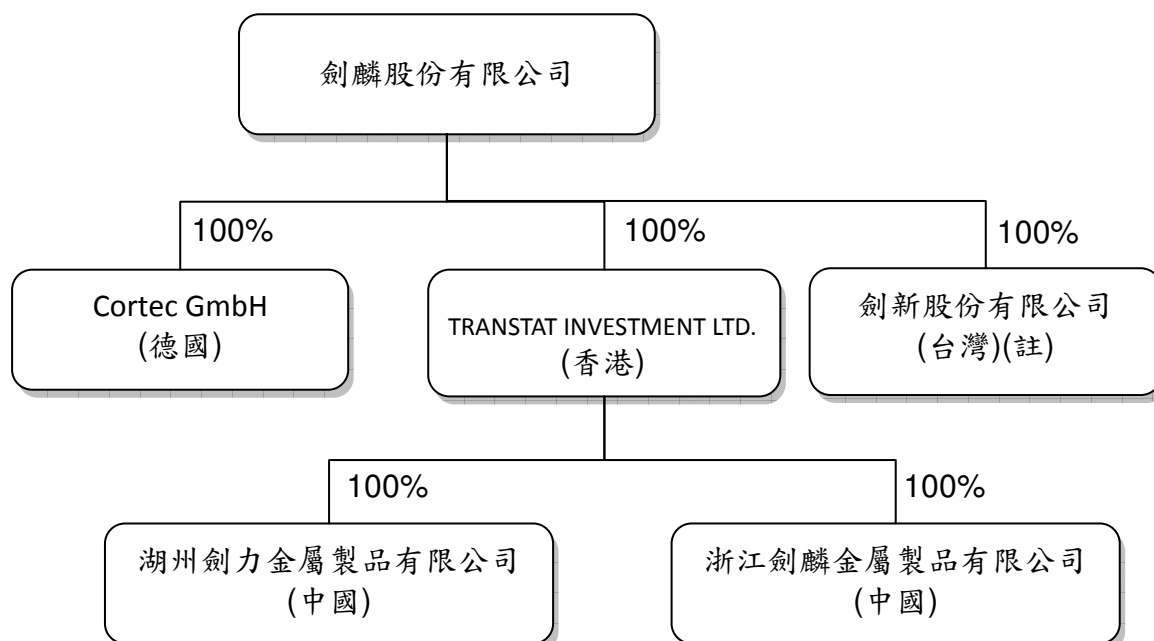 劍麟股份有限公司
100%
100%
100%
Cortec GmbH
(德國)
TRANSTAT INVESTMENT LTD.
(香港)
劍新股份有限公司
(台灣)(註)
100%
100%
湖州劍力金屬製品有限公司
(中國)
浙江劍麟金屬製品有限公司
(中國)